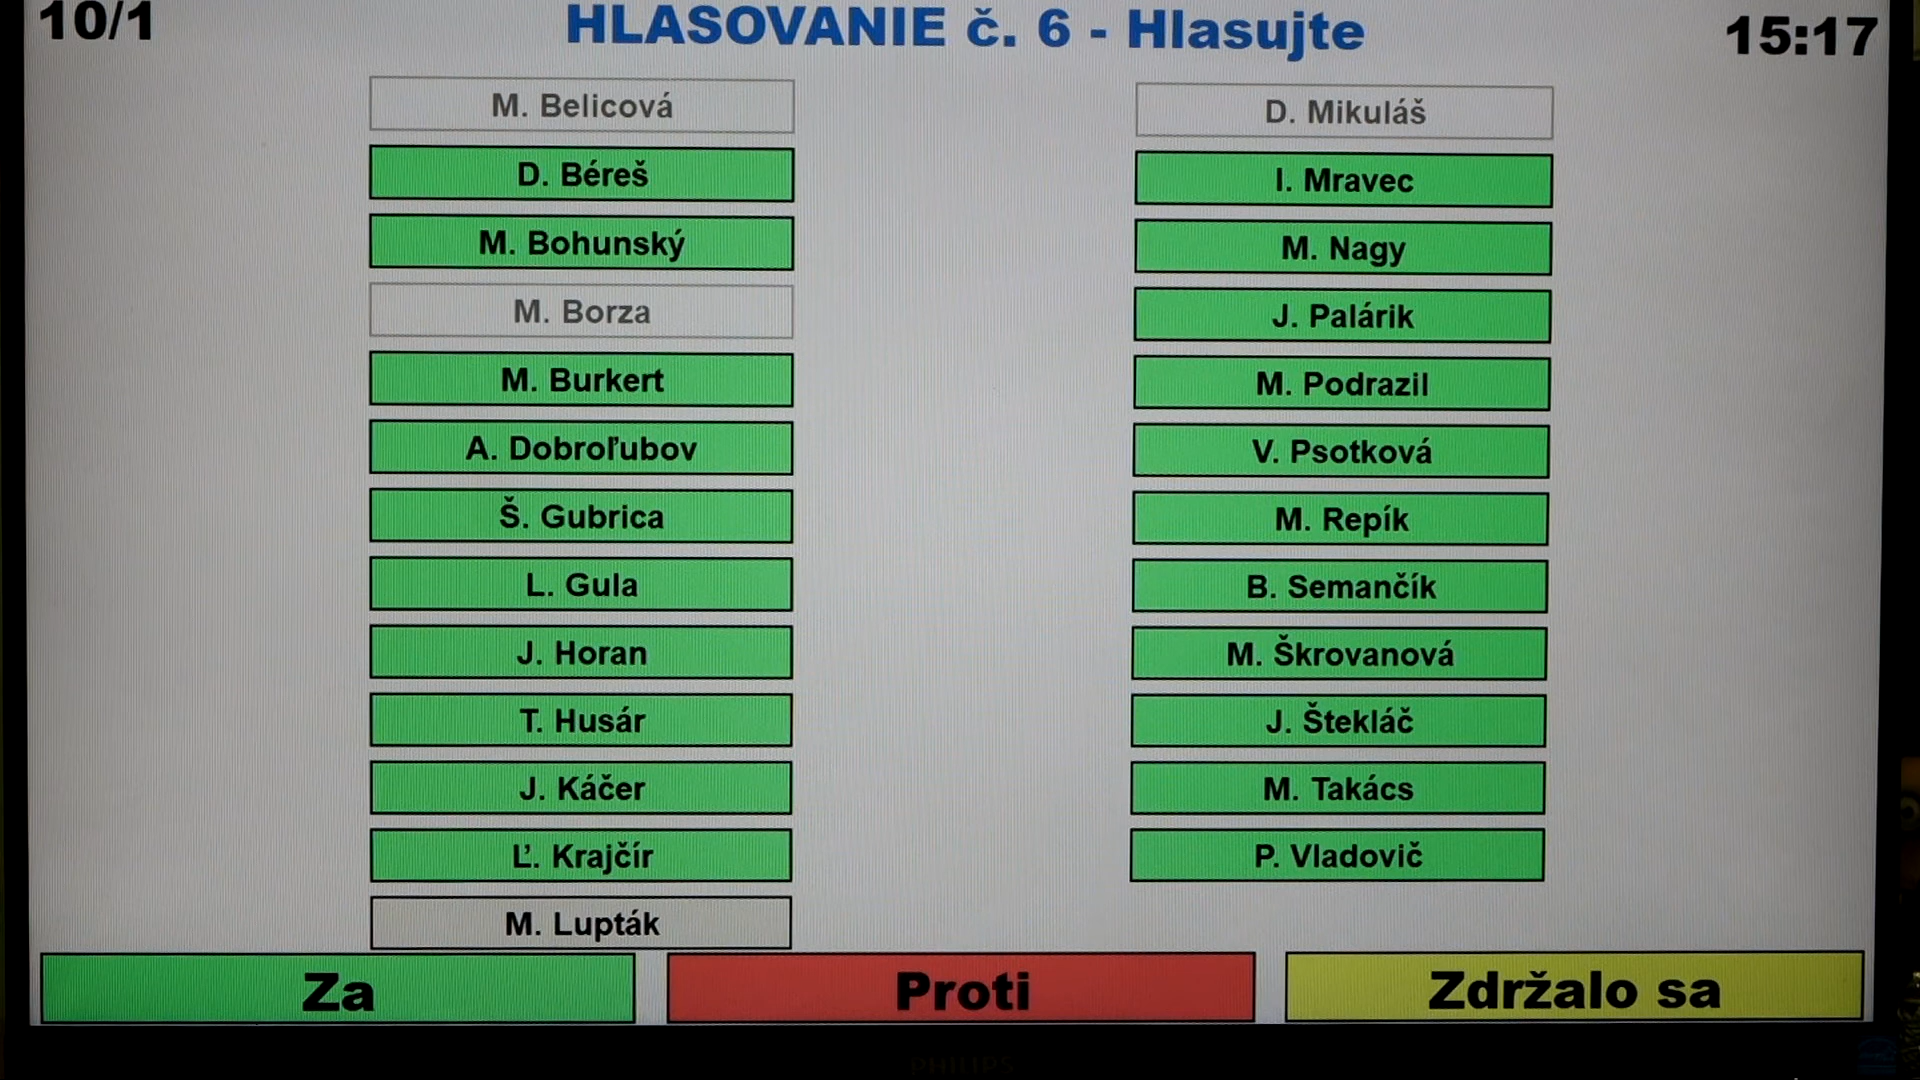 10/1
HLASOVANIE č. 6 - Hlasujte
15:17
M. Belicová
D. Béreš
M. Bohunský
M. Borza
M. Burkert
A. Dobroľubov
Š. Gubrica
L. Gula
J. Horan
T. Husár
J. Káčer
Ľ. Krajčír
M. Lupták
D. Mikuláš
I. Mravec
M. Nagy
J. Palárik
M. Podrazil
V. Psotková
M. Repík
B. Semančík
M. Škrovanová
J. Štekláč
M. Takács
P. Vladovič
Za
Proti
Zdržalo sa
PHILIPS